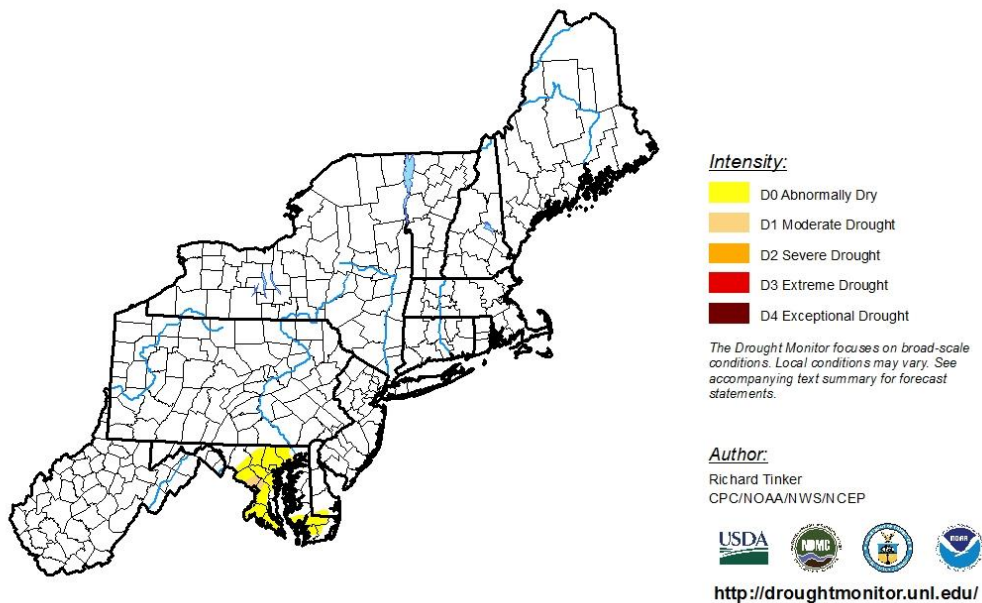 Intensity:
D0 Abnormally Dry
D1 Moderate Drought
D2 Severe Drought
D3 Extreme Drought
D4 Exceptional Drought
The Drought Monitor focuses on broad-scale
conditions. Local conditions may vary. See
accompanying text summary for forecast
statements.
Author:
Richard Tinker
CPC/NOAA/NWS/NCEP
USDA
NDMC
NOAA
http://droughtmonitor.unl.edu/